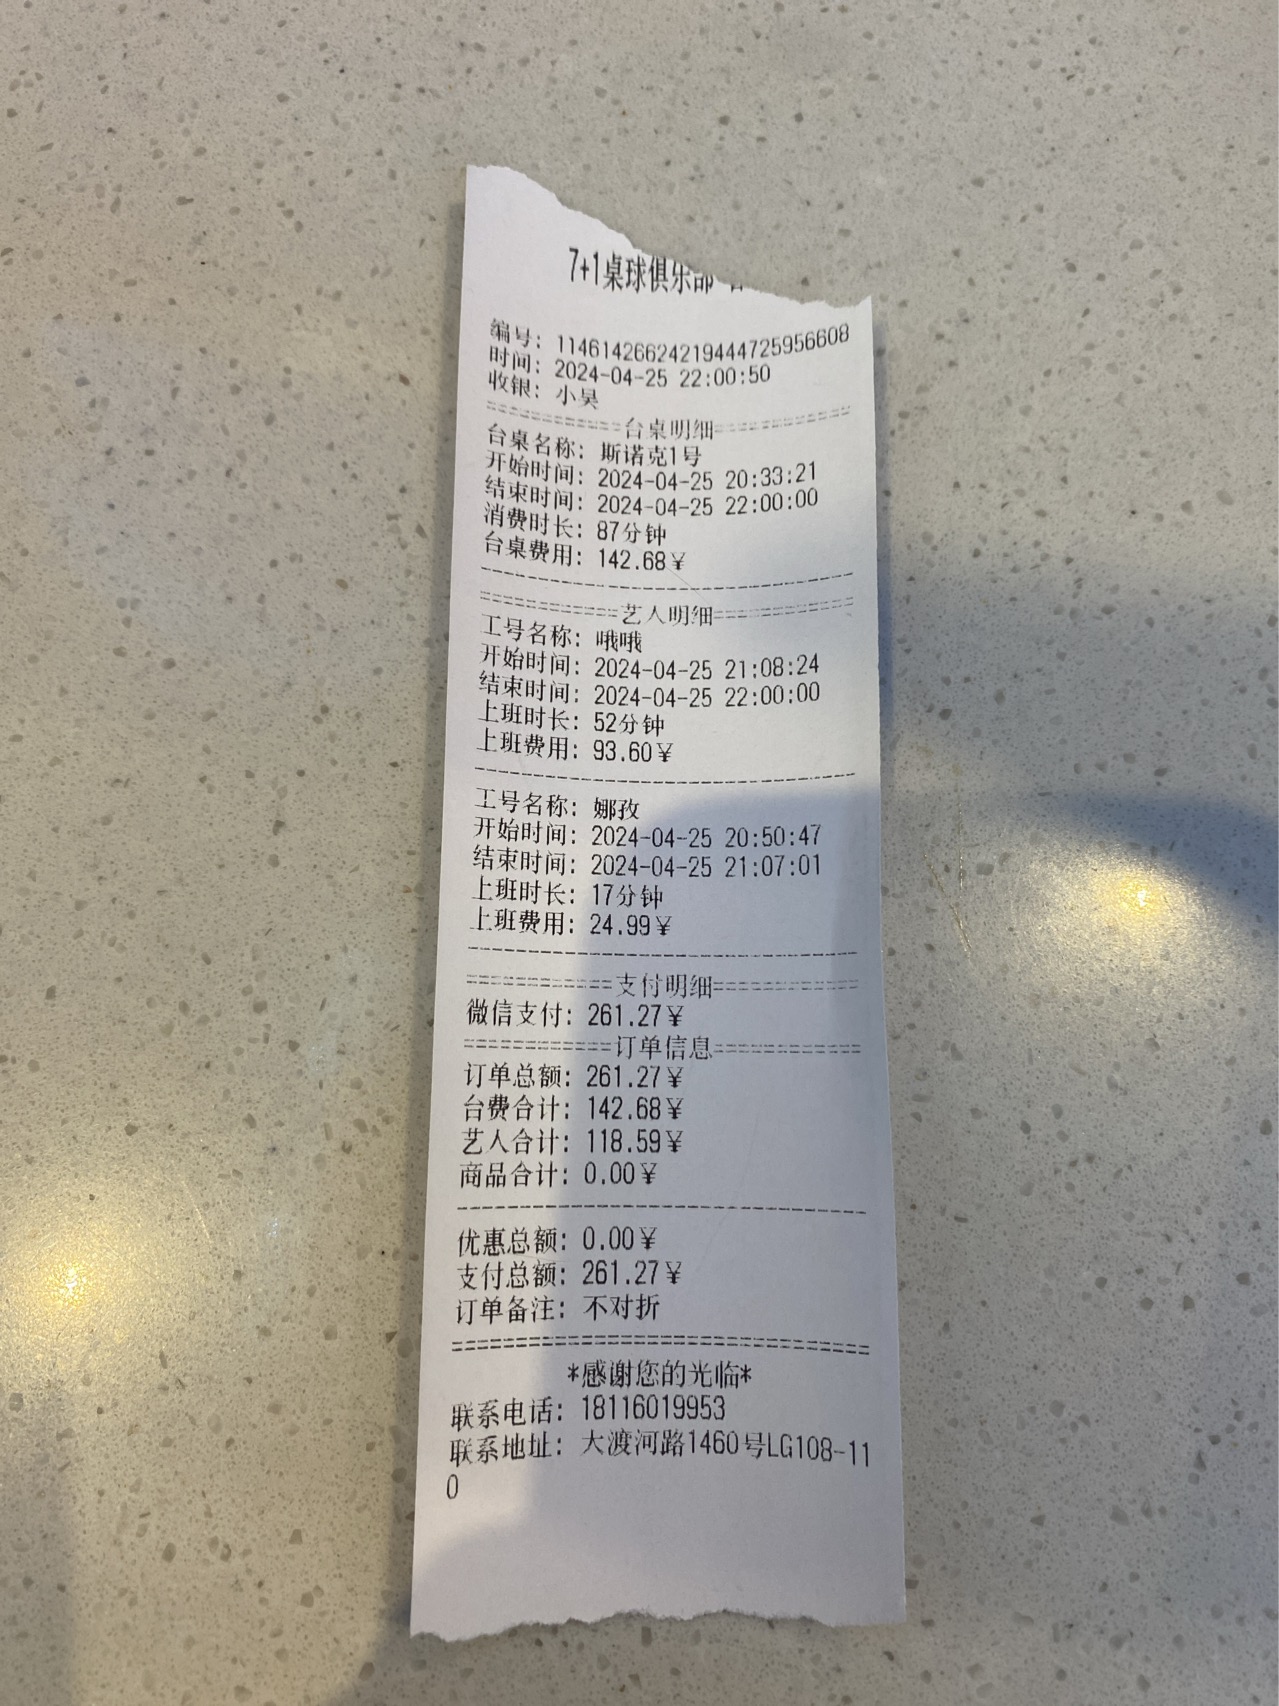 7+1桌球俱乐部
编号: 1146142662421944472595​6608
时间: 2024-04-25 22:00:50
收银: 小昊
===========台桌明细===========
台桌名称: 斯诺克1号
开始时间: 2024-04-25 20:33:21
结束时间: 2024-04-25 22:00:00
消费时长: 87分钟
台桌费用: 142.68¥
===========艺人明细===========
工号名称: 哦哦
开始时间: 2024-04-25 21:08:24
结束时间: 2024-04-25 22:00:00
上班时长: 52分钟
上班费用: 93.60¥
工号名称: 娜孜
开始时间: 2024-04-25 20:50:47
结束时间: 2024-04-25 21:07:01
上班时长: 17分钟
上班费用: 24.99¥
===========支付明细===========
微信支付: 261.27¥
===========订单信息===========
订单总额: 261.27¥
台费合计: 142.68¥
艺人合计: 118.59¥
商品合计: 0.00¥
优惠总额: 0.00¥
支付总额: 261.27¥
订单备注: 不对折
*感谢您的光临*
联系电话: 18116019953
联系地址: 大渡河路1460号LG108-11
0